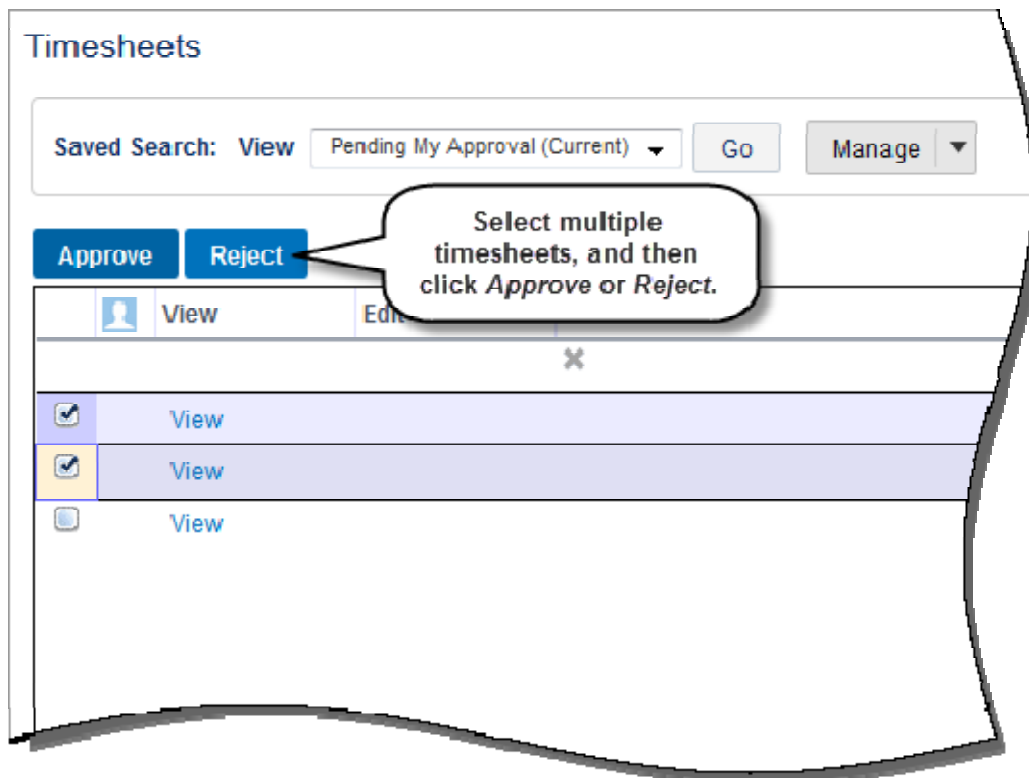 Timesheets
Saved Search: View Pending My Approval (Current) Go Manage
Approve Reject
Select multiple
timesheets, and then
click Approve or Reject.
View Edit
View
View
View